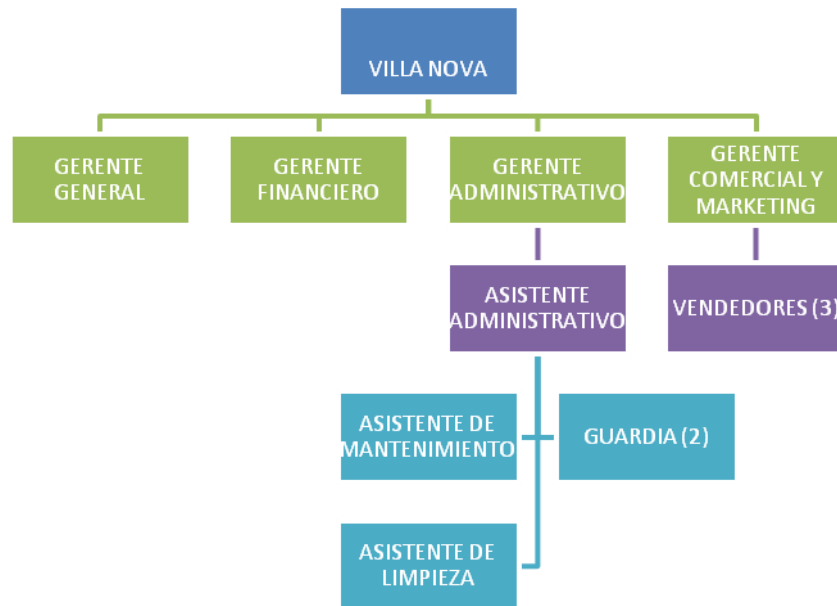 VILLA NOVA
GERENTE
GENERAL
GERENTE
FINANCIERO
GERENTE
ADMINISTRATIVO
GERENTE
COMERCIAL Y
MARKETING
ASISTENTE
ADMINISTRATIVO
VENDEDORES (3)
ASISTENTE DE
MANTENIMIENTO
GUARDIA (2)
ASISTENTE DE
LIMPIEZA